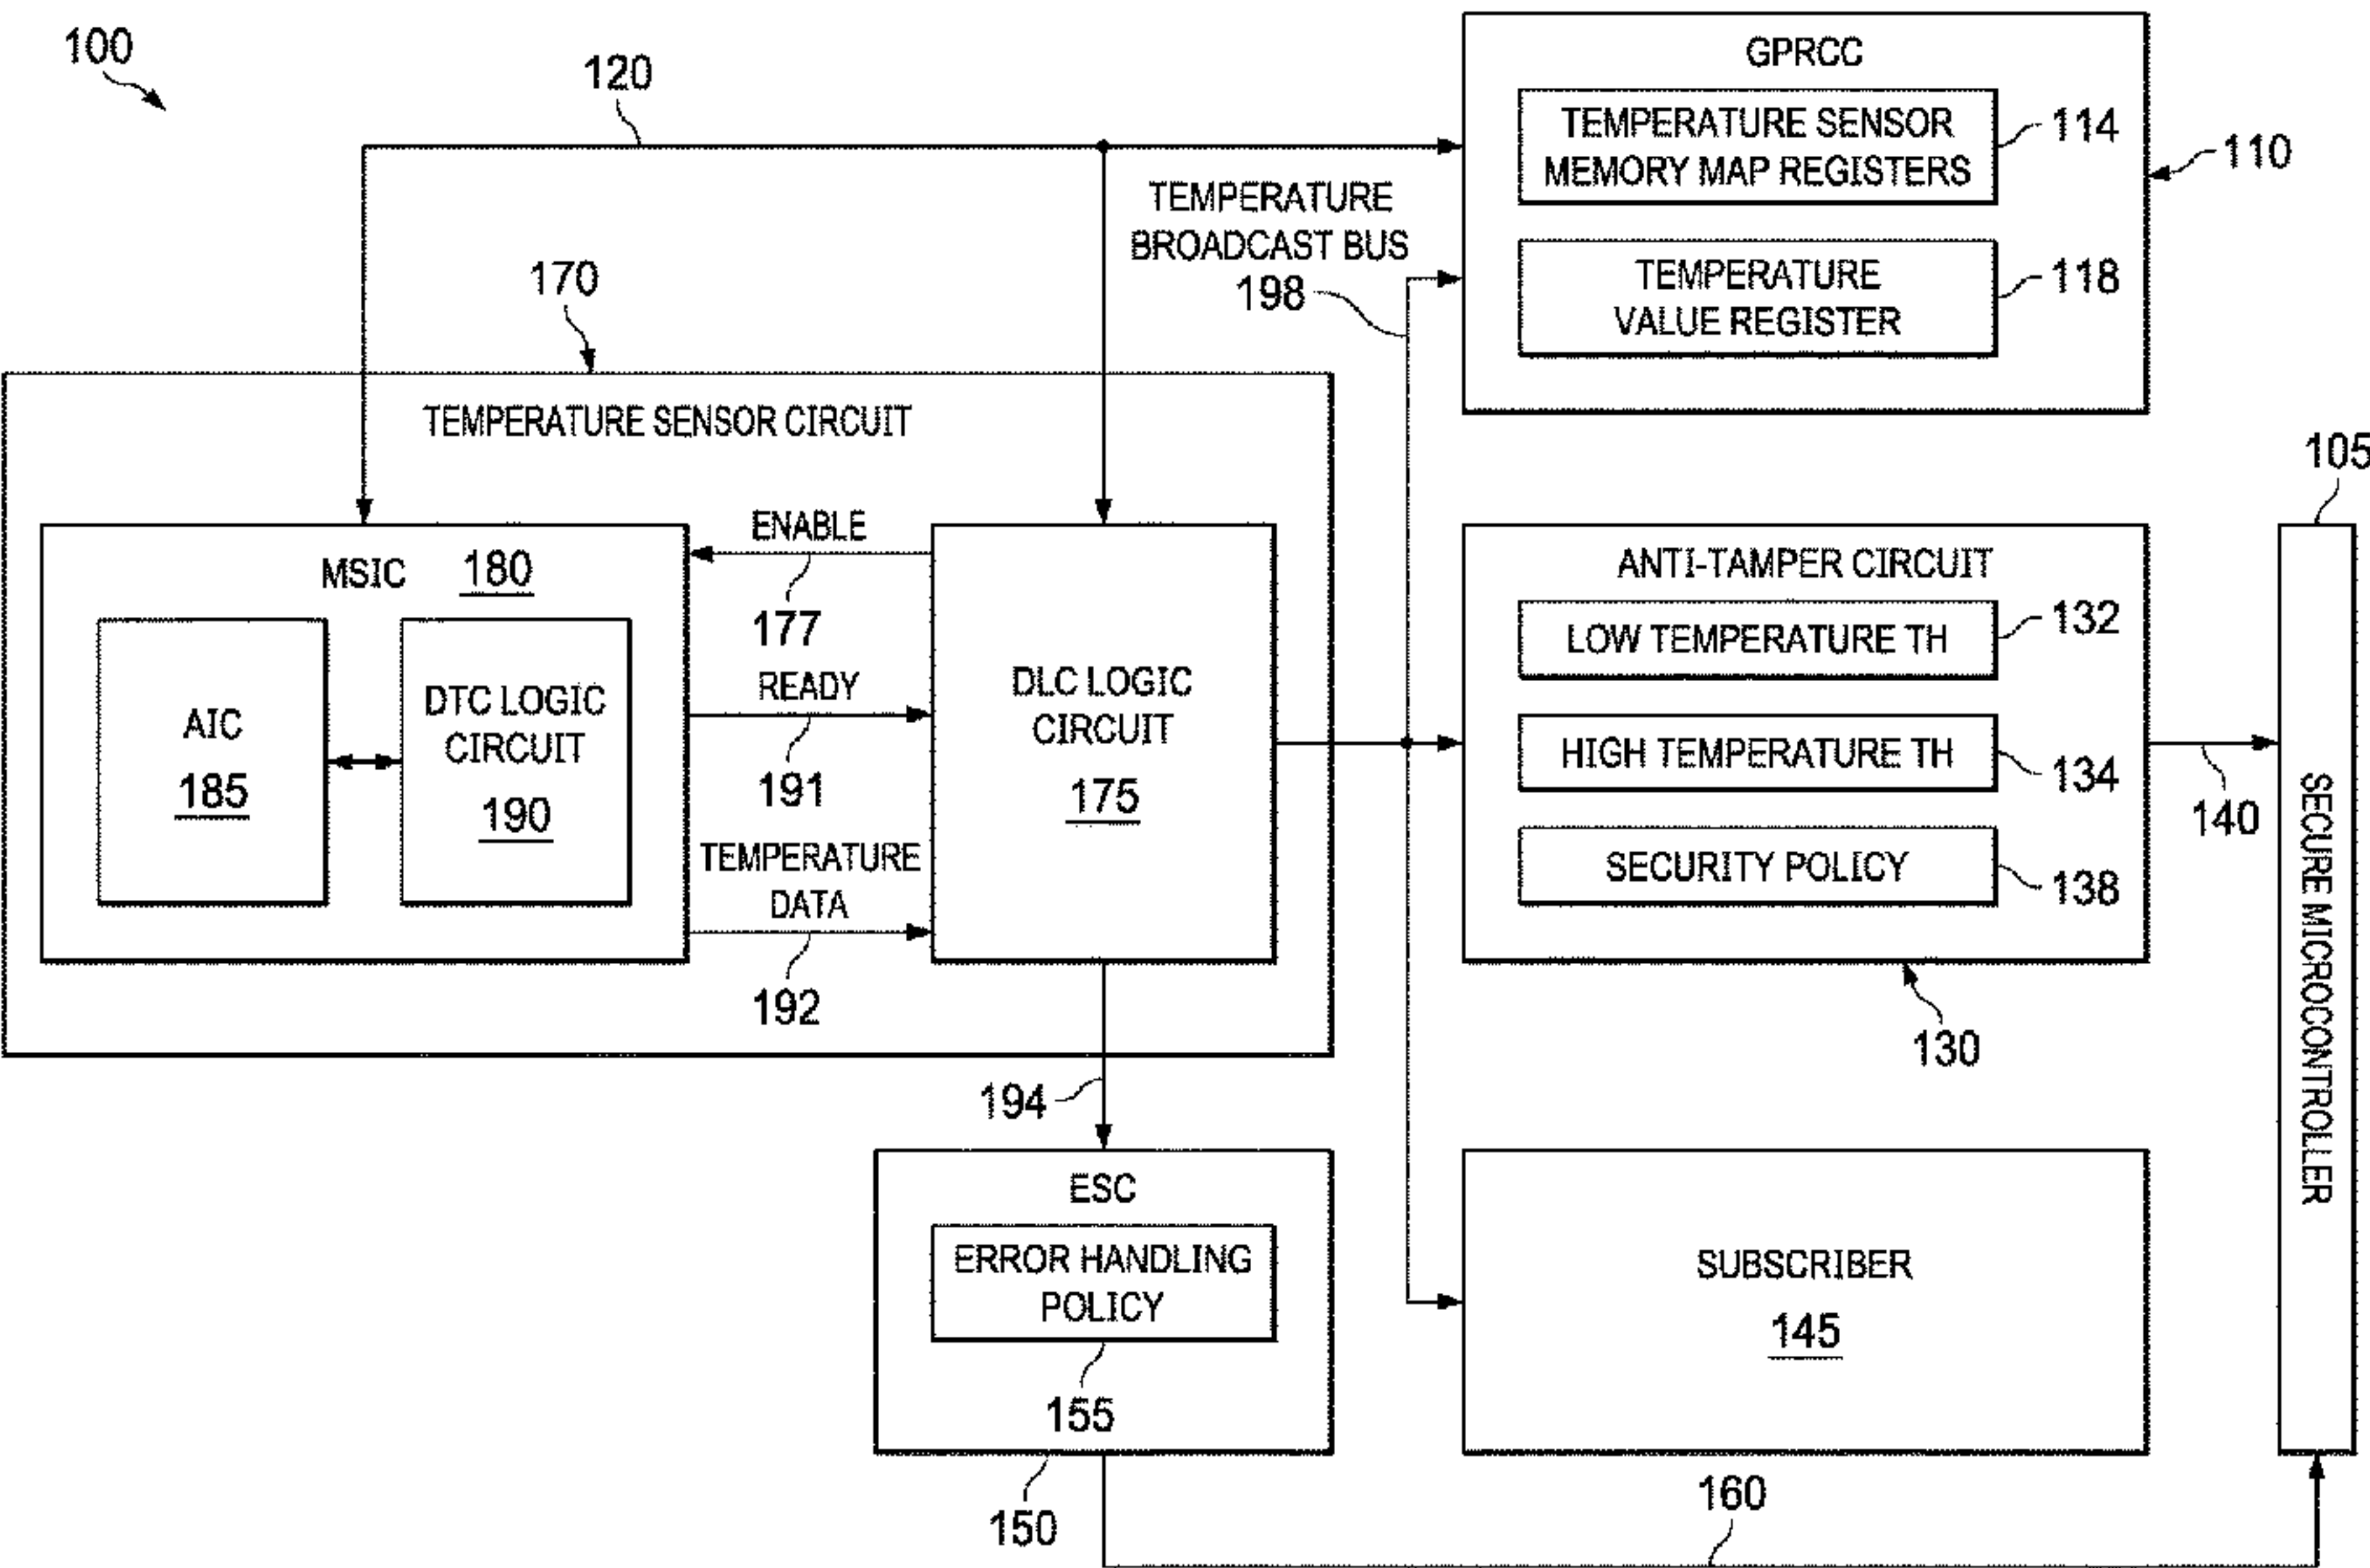 100
120
GPRCC
TEMPERATURE SENSOR
MEMORY MAP REGISTERS
114
110
TEMPERATURE
BROADCAST BUS
198
TEMPERATURE
VALUE REGISTER
118
170
TEMPERATURE SENSOR CIRCUIT
105
MSIC 180
AIC
185
DTC LOGIC
CIRCUIT
190
ENABLE
177
READY
191
TEMPERATURE
DATA
192
DLC LOGIC
CIRCUIT
175
ANTI-TAMPER CIRCUIT
LOW TEMPERATURE TH
132
HIGH TEMPERATURE TH
134
SECURITY POLICY
138
140
SECURE MICROCONTROLLER
130
194
ESC
ERROR HANDLING
POLICY
155
150
SUBSCRIBER
145
160